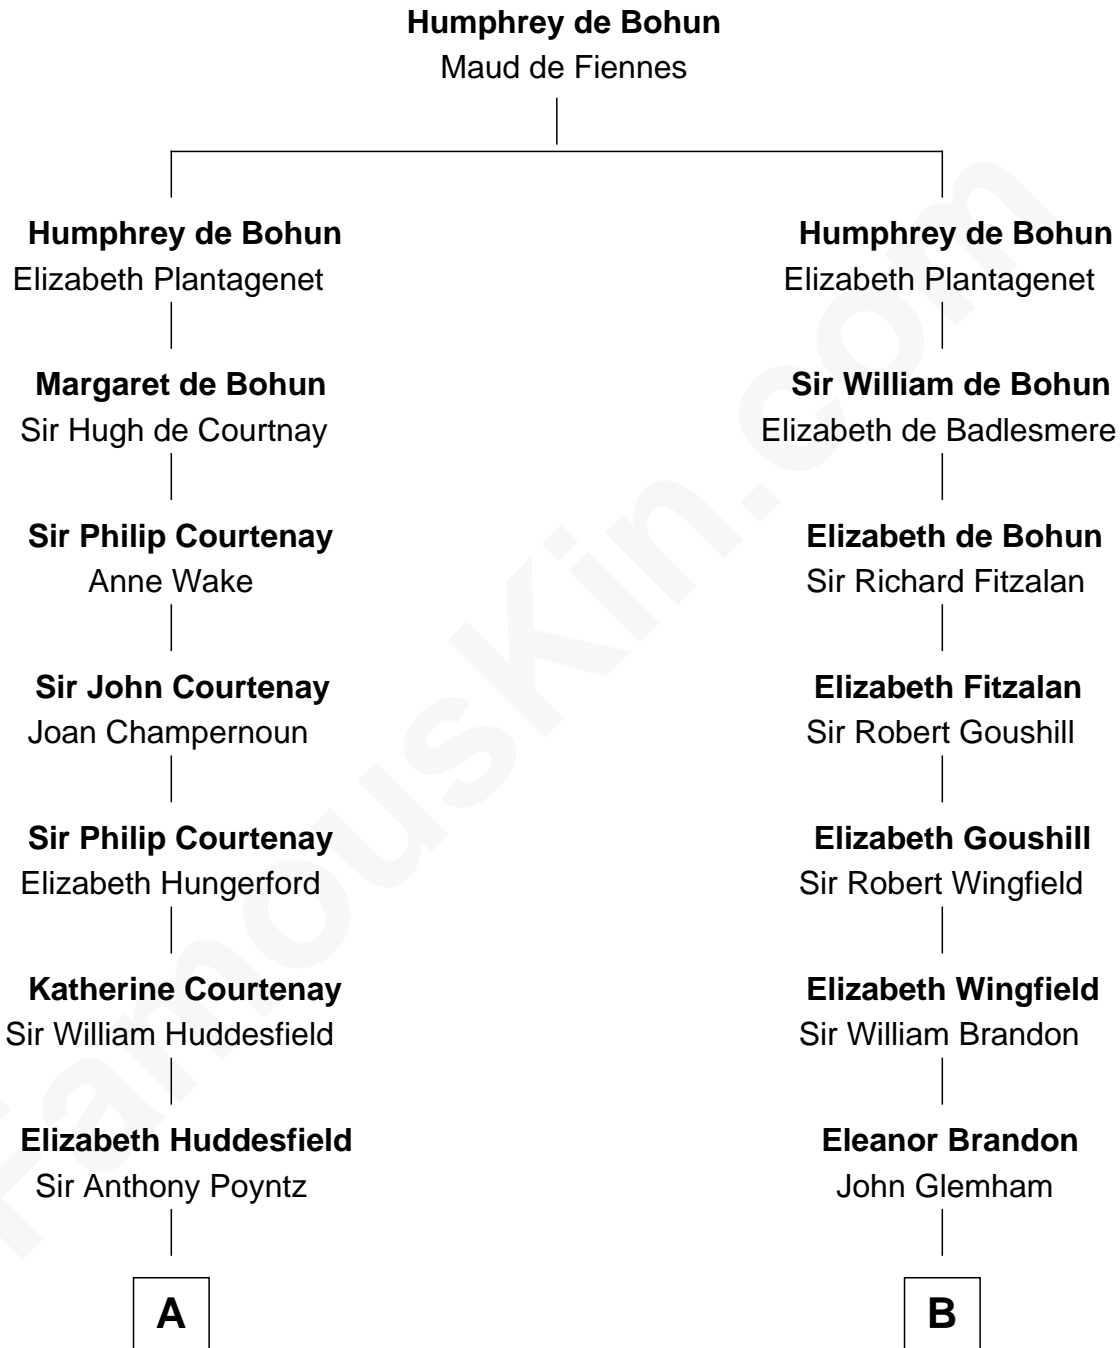 Humphrey de Bohun
Maud de Fiennes
Humphrey de Bohun
Elizabeth Plantagenet
Margaret de Bohun
Sir Hugh de Courtnay
Sir Philip Courtenay
Anne Wake
Sir John Courtenay
Joan Champernoun
Sir Philip Courtenay
Elizabeth Hungerford
Katherine Courtenay
Sir William Huddesfield
Elizabeth Huddesfield
Sir Anthony Poyntz
A
Humphrey de Bohun
Elizabeth Plantagenet
Sir William de Bohun
Elizabeth de Badlesmere
Elizabeth de Bohun
Sir Richard Fitzalan
Elizabeth Fitzalan
Sir Robert Goushill
Elizabeth Goushill
Sir Robert Wingfield
Elizabeth Wingfield
Sir William Brandon
Eleanor Brandon
John Glemham
B
FamousKin.com